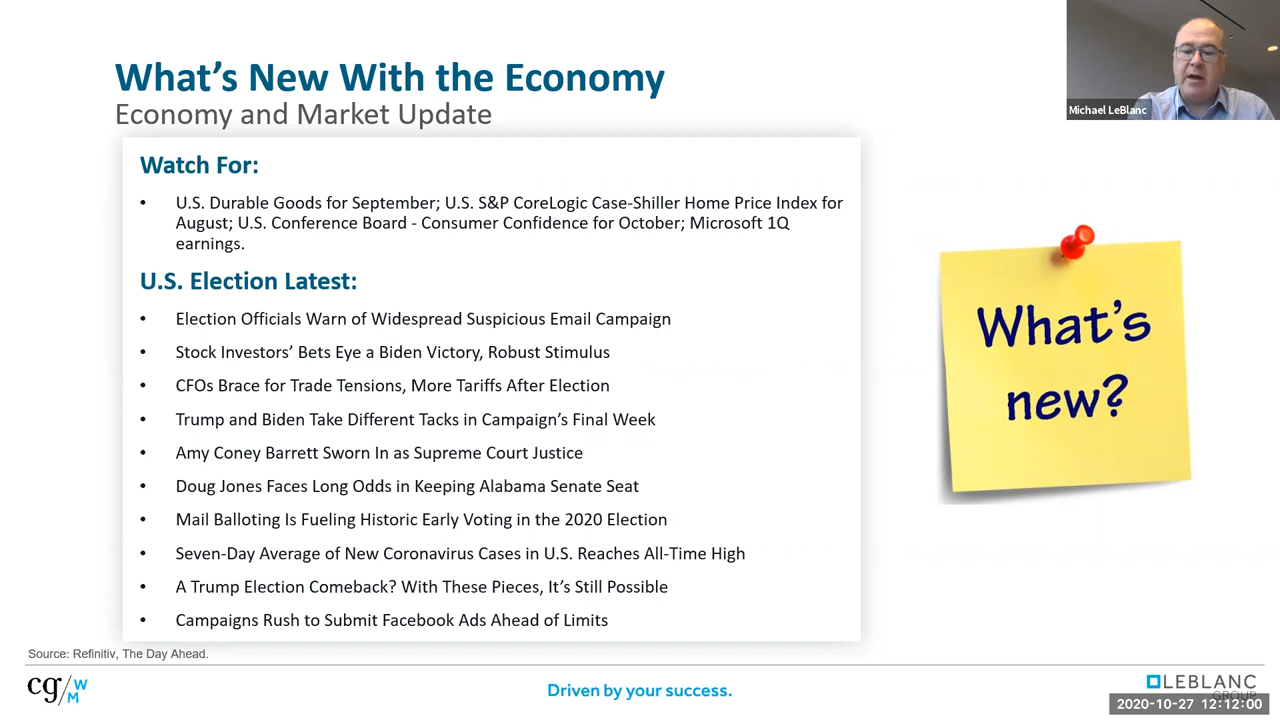 What's New With the Economy
Economy and Market Update
Michael LeBlanc
Watch For:
• U.S. Durable Goods for September; U.S. S&P CoreLogic Case-Shiller Home Price Index for
August; U.S. Conference Board - Consumer Confidence for October; Microsoft 1Q
earnings.
U.S. Election Latest:
• Election Officials Warn of Widespread Suspicious Email Campaign
• Stock Investors' Bets Eye a Biden Victory, Robust Stimulus
• CFOs Brace for Trade Tensions, More Tariffs After Election
• Trump and Biden Take Different Tacks in Campaign's Final Week
• Amy Coney Barrett Sworn In as Supreme Court Justice
• Doug Jones Faces Long Odds in Keeping Alabama Senate Seat
• Mail Balloting Is Fueling Historic Early Voting in the 2020 Election
• Seven-Day Average of New Coronavirus Cases in U.S. Reaches All-Time High
• A Trump Election Comeback? With These Pieces, It's Still Possible
• Campaigns Rush to Submit Facebook Ads Ahead of Limits
What's
new?
Source: Refinitiv, The Day Ahead.
cg/WM
Driven by your success.
LEBLANC
GROUP
2020-10-27 12:12:00